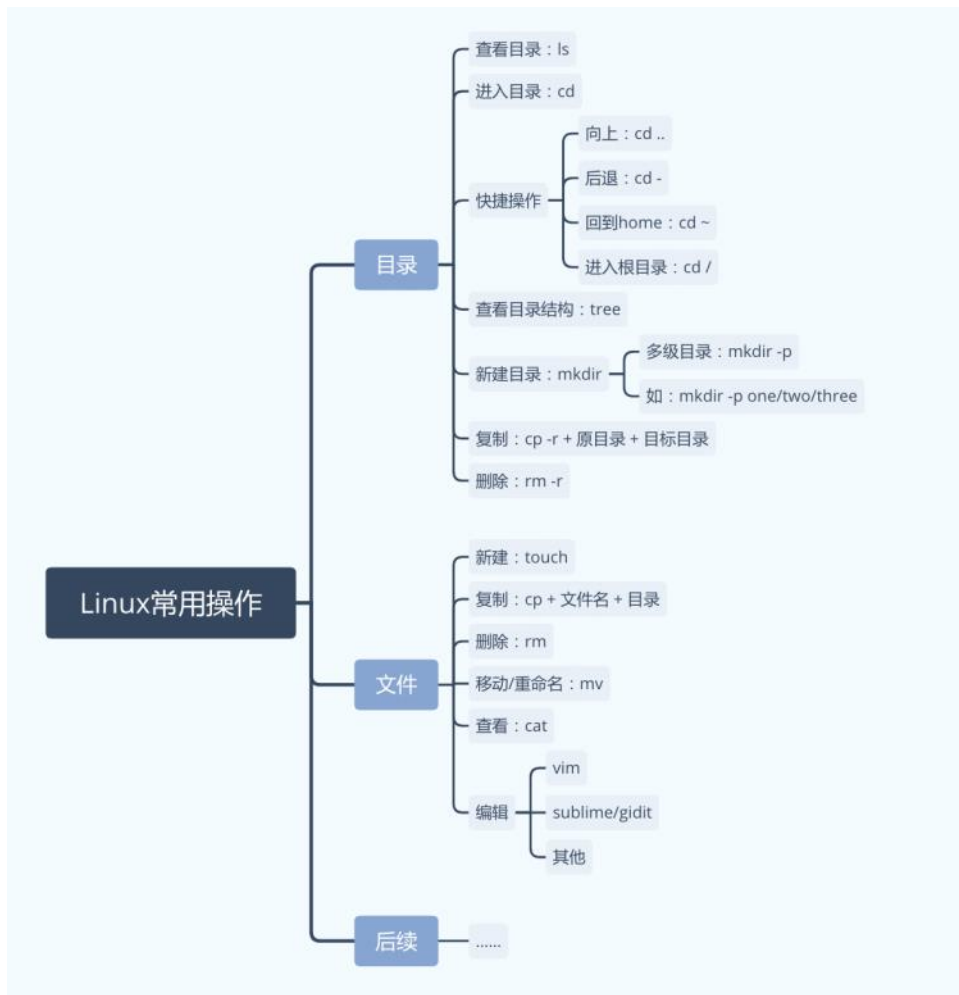 Linux常用操作
目录
查看目录：ls
进入目录：cd
快捷操作
向上：cd ..
后退：cd -
回到home：cd ~
进入根目录：cd /
查看目录结构：tree
新建目录：mkdir
多级目录：mkdir -p
如：mkdir -p one/two/three
复制：cp -r + 原目录 + 目标目录
删除：rm -r
文件
新建：touch
复制：cp + 文件名 + 目录
删除：rm
移动/重命名：mv
查看：cat
编辑
vim
sublime/gidit
其他
后续
......